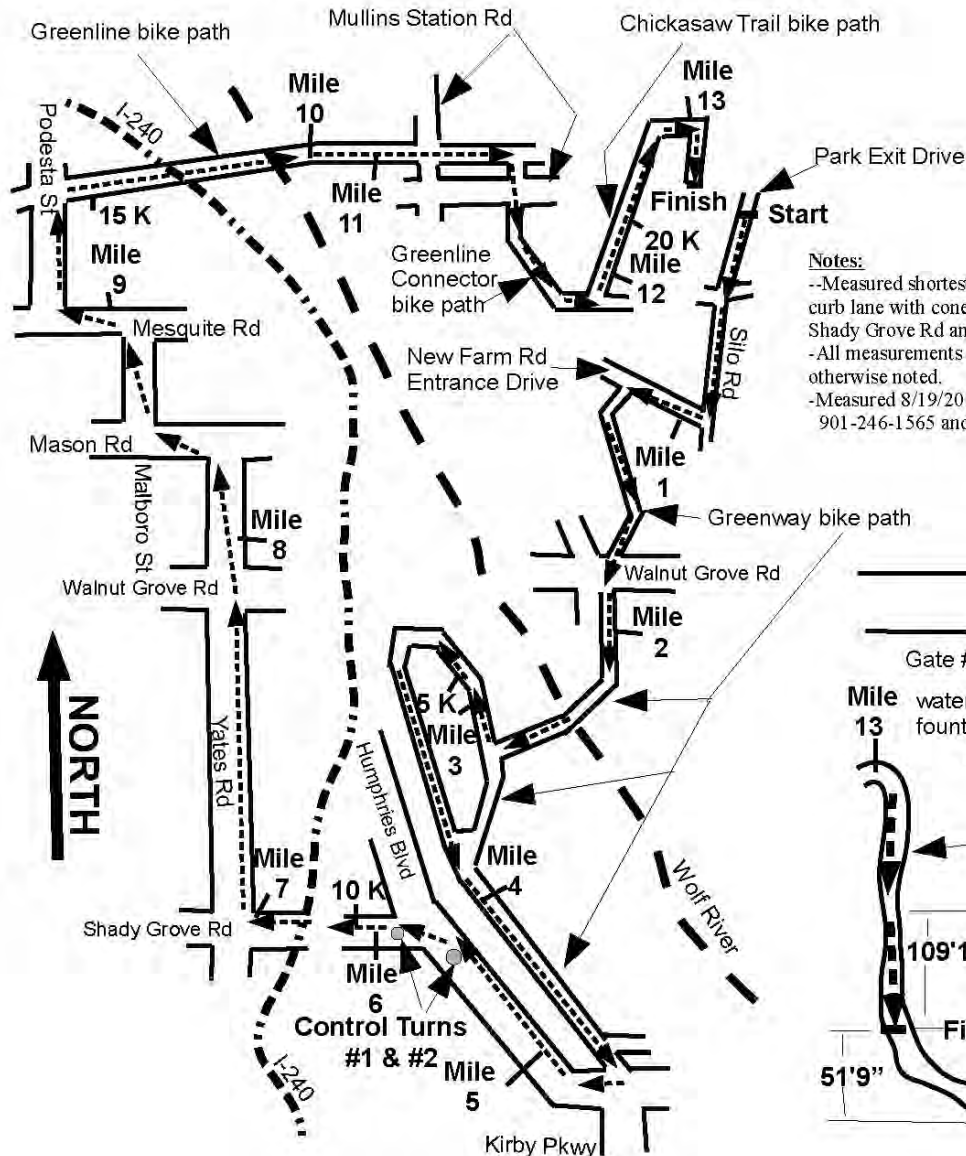 Mullins Station Rd
Greenline bike path
Chickasaw Trail bike path
Mile
13
Mile
10
I-240
Podesta St
Park Exit Drive
15 K
Mile
11
Finish
Start
20 K
Mile
9
Greenline
Connector
bike path
Mile
12
Notes:
--Measured shortest
curb lane with cone
Shady Grove Rd an
-All measurements
otherwise noted.
-Measured 8/19/20
901-246-1565 and
Mesquite Rd
Silo Rd
New Farm Rd
Entrance Drive
Mason Rd
Malboro St
Mile
1
Mile
8
Greenway bike path
Walnut Grove Rd
Walnut Grove Rd
Mile
2
Gate #
NORTH
5 K
Mile
3
Mile
13
water
fount
Yates Rd
Humphries Blvd
Mile
7
10 K
Mile
4
Wolf River
Shady Grove Rd
109'1
Mile
6
Control Turns
#1 & #2
Fi
51'9”
I-240
Mile
5
Kirby Pkwy